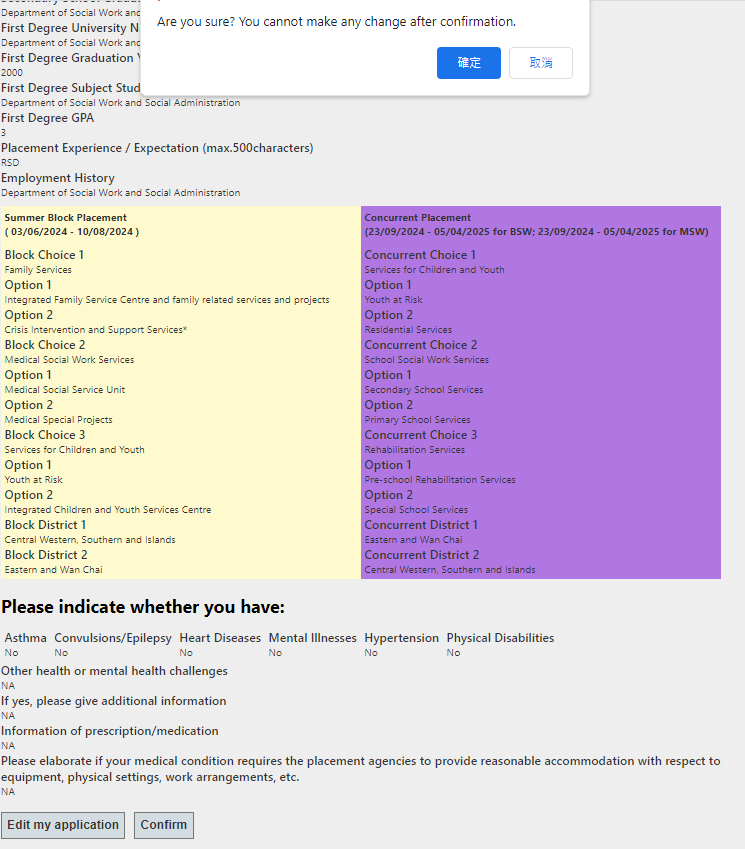 Are you sure? You cannot make any change after confirmation.
確定 取消
Secondary School Graduat
Department of Social Work and
First Degree University N
Department of Social Work and
First Degree Graduation
2000
First Degree Subject Stud
Department of Social Work and Social Administration
First Degree GPA
3
Placement Experience / Expectation (max.500characters)
RSD
Employment History
Department of Social Work and Social Administration
Summer Block Placement
( 03/06/2024 - 10/08/2024 )
Block Choice 1
Family Services
Option 1
Integrated Family Service Centre and family related services and projects
Option 2
Crisis Intervention and Support Services*
Block Choice 2
Medical Social Work Services
Option 1
Medical Social Service Unit
Option 2
Medical Special Projects
Block Choice 3
Services for Children and Youth
Option 1
Youth at Risk
Option 2
Integrated Children and Youth Services Centre
Block District 1
Central Western, Southern and Islands
Block District 2
Eastern and Wan Chai
Concurrent Placement
(23/09/2024 - 05/04/2025 for BSW; 23/09/2024 - 05/04/2025 for MSW)
Concurrent Choice 1
Services for Children and Youth
Option 1
Youth at Risk
Option 2
Residential Services
Concurrent Choice 2
School Social Work Services
Option 1
Secondary School Services
Option 2
Primary School Services
Concurrent Choice 3
Rehabilitation Services
Option 1
Pre-school Rehabilitation Services
Option 2
Special School Services
Concurrent District 1
Eastern and Wan Chai
Concurrent District 2
Central Western, Southern and Islands
Please indicate whether you have:
Asthma Convulsions/Epilepsy Heart Diseases Mental Illnesses Hypertension Physical Disabilities
No No No No No No
Other health or mental health challenges
NA
If yes, please give additional information
NA
Information of prescription/medication
NA
Please elaborate if your medical condition requires the placement agencies to provide reasonable accommodation with respect to
equipment, physical settings, work arrangements, etc.
NA
Edit my application Confirm